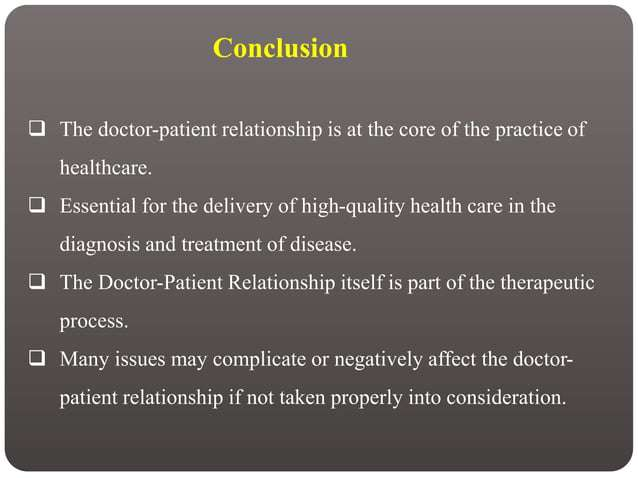 Conclusion
❑ The doctor-patient relationship is at the core of the practice of
healthcare.
❑ Essential for the delivery of high-quality health care in the
diagnosis and treatment of disease.
❑ The Doctor-Patient Relationship itself is part of the therapeutic
process.
❑ Many issues may complicate or negatively affect the doctor-
patient relationship if not taken properly into consideration.